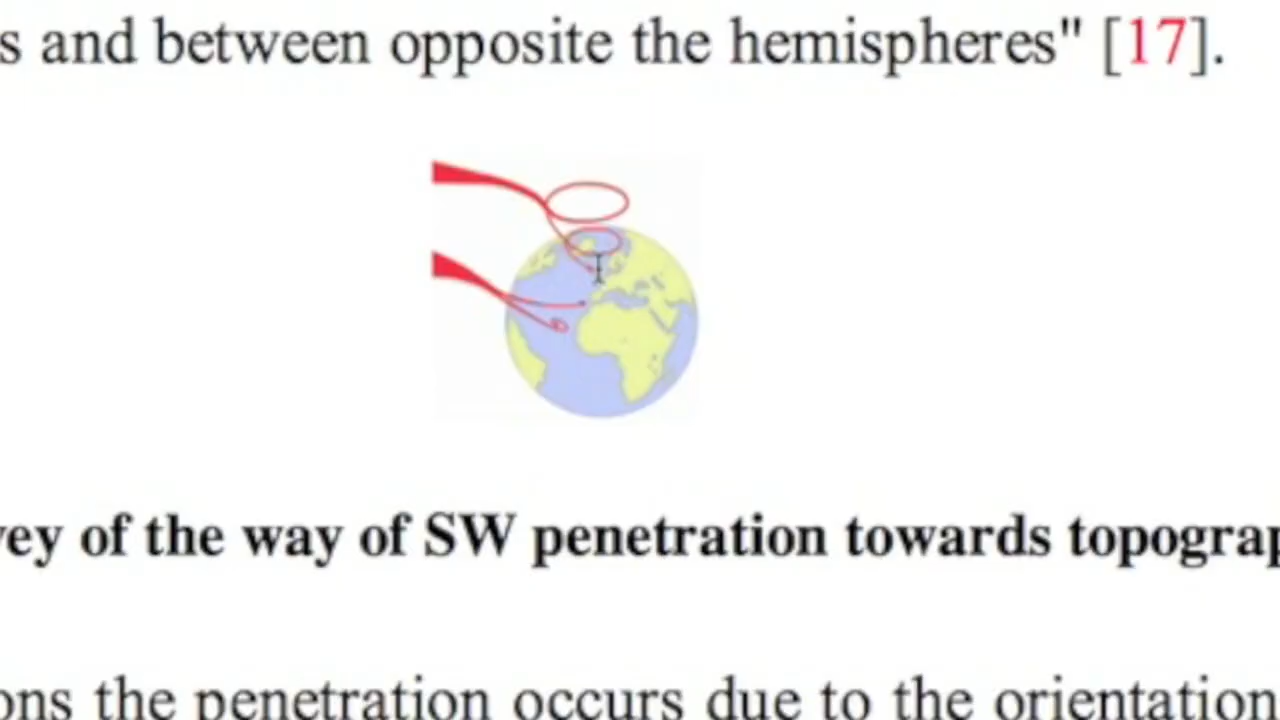 s and between opposite the hemispheres" [17].
vey of the way of SW penetration towards topograp
ons the penetration occurs due to the orientation